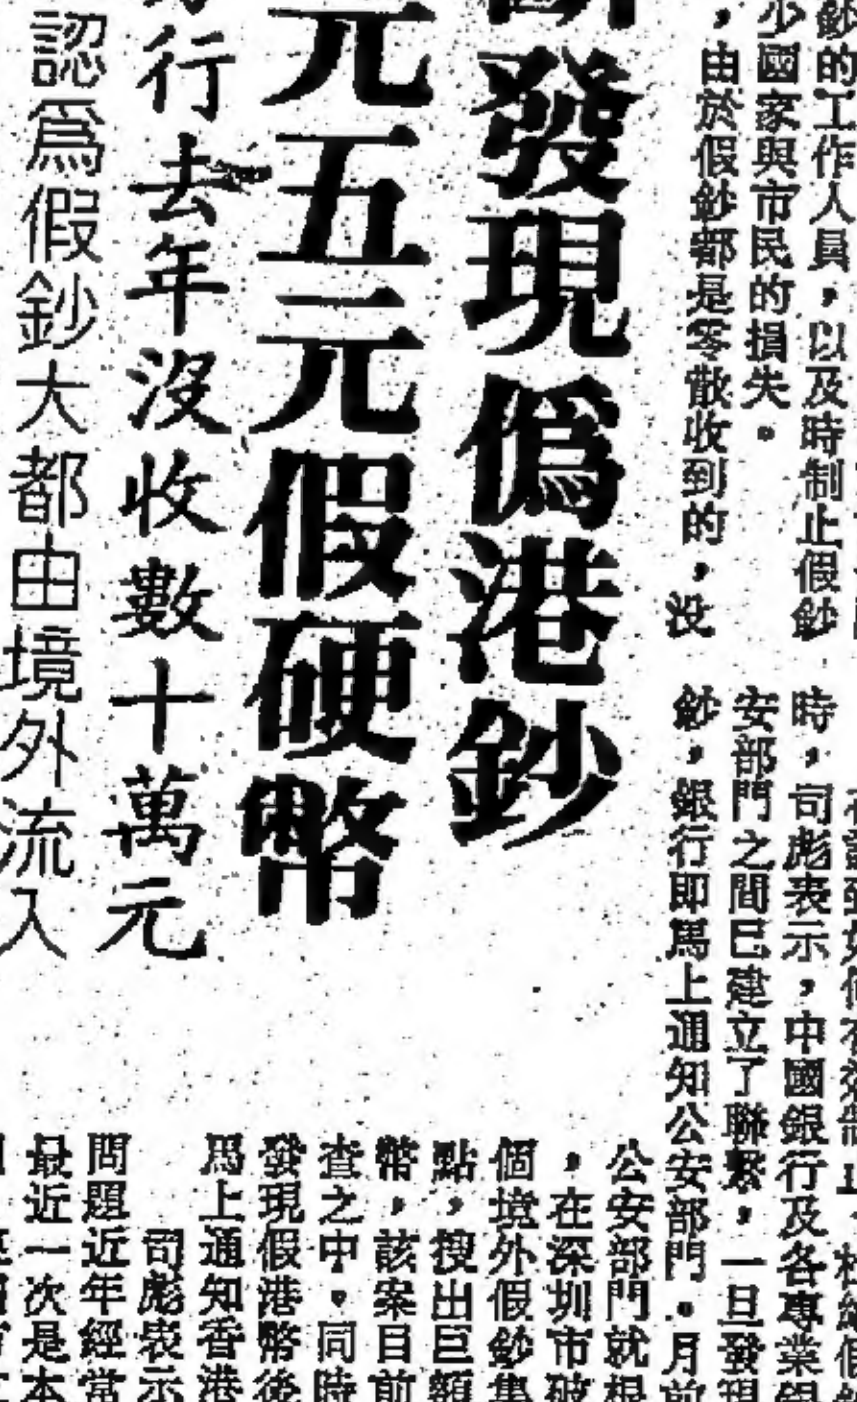 鈔的工作人員，以及時制止假鈔
少國家與市民的損失。
，由於假鈔都是零散收到的，没
發現僞港鈔
元五元假硬幣
行去年没收數十萬元
認爲假鈔大都由境外流入
時，司彪表示，中國銀行及各專業銀
安部門之間已建立了聯繫，一旦發現
鈔，銀行即馬上通知公安部門。月前
公安部門就根
，在深圳市破
個境外假鈔集
點，搜出巨額
幣，該案目前
查之中。同時
發現假港幣後
馬上通知香港
司彪表示
問題近年經常
最近一次是本